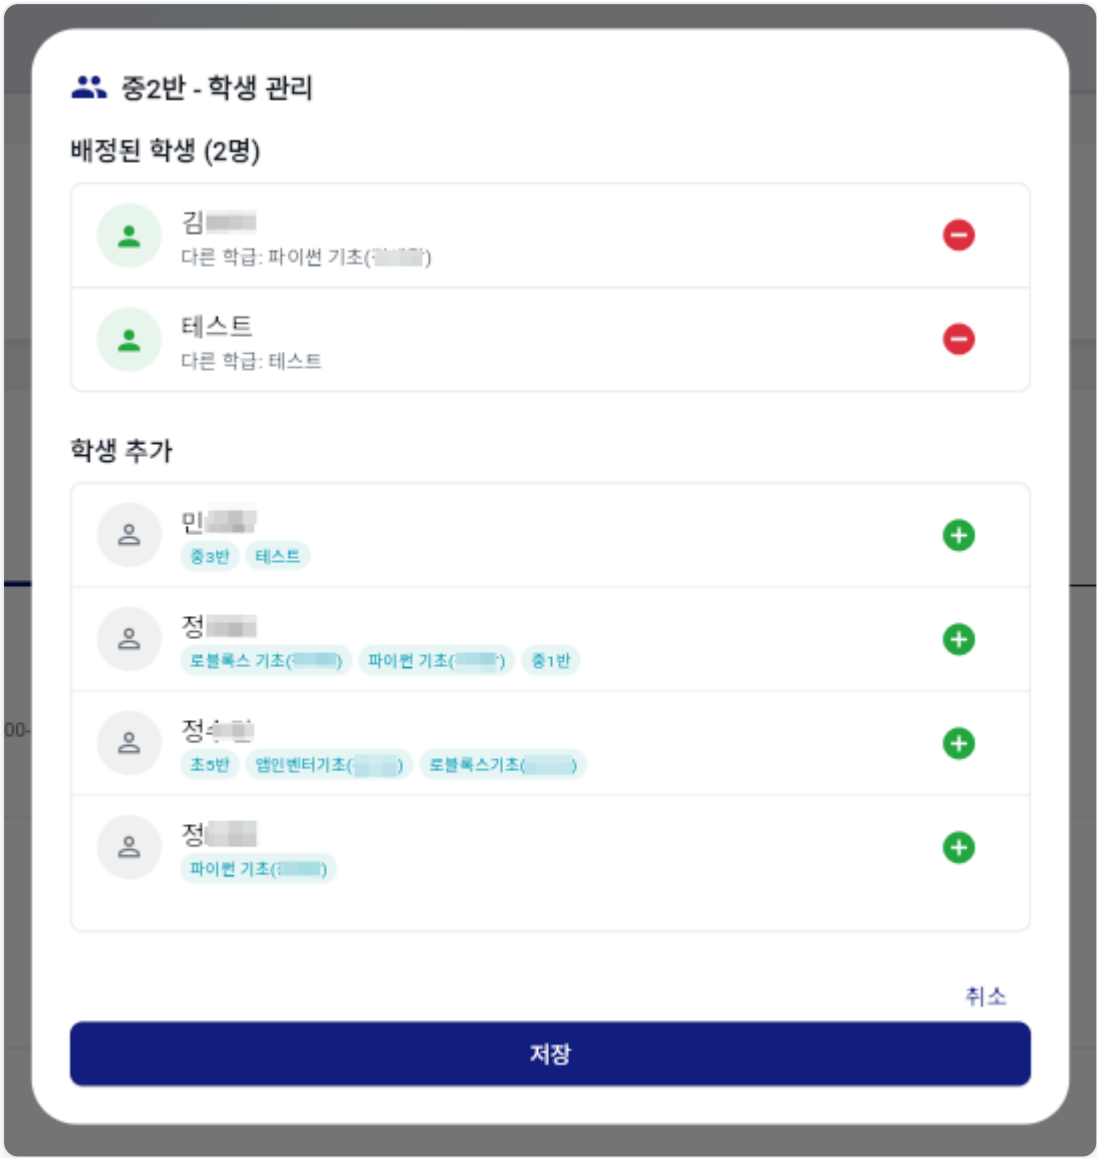 중2반 - 학생 관리
배정된 학생 (2명)
김
다른 학급: 파이썬 기초( )
테스트
다른 학급: 테스트
학생 추가
민
중3반 테스트
정
로블록스 기초( ) 파이썬 기초( ) 중1반
정
초5반 앱인벤터기초( ) 로블록스기초( )
정
파이썬 기초( )
00-
취소
저장